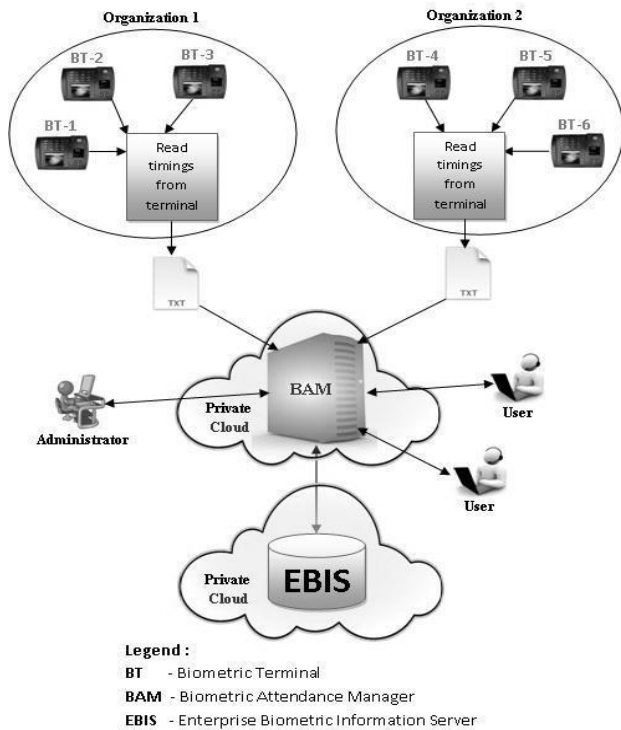 Organization 1
Organization 2
BT-2
BT-3
BT-1
Read
timings
from
terminal
BT-4
BT-5
BT-6
Read
timings
from
terminal
TXT
TXT
BAM
Private
Cloud
Administrator
User
User
EBIS
Private
Cloud
Legend :
BT - Biometric Terminal
BAM - Biometric Attendance Manager
EBIS - Enterprise Biometric Information Server